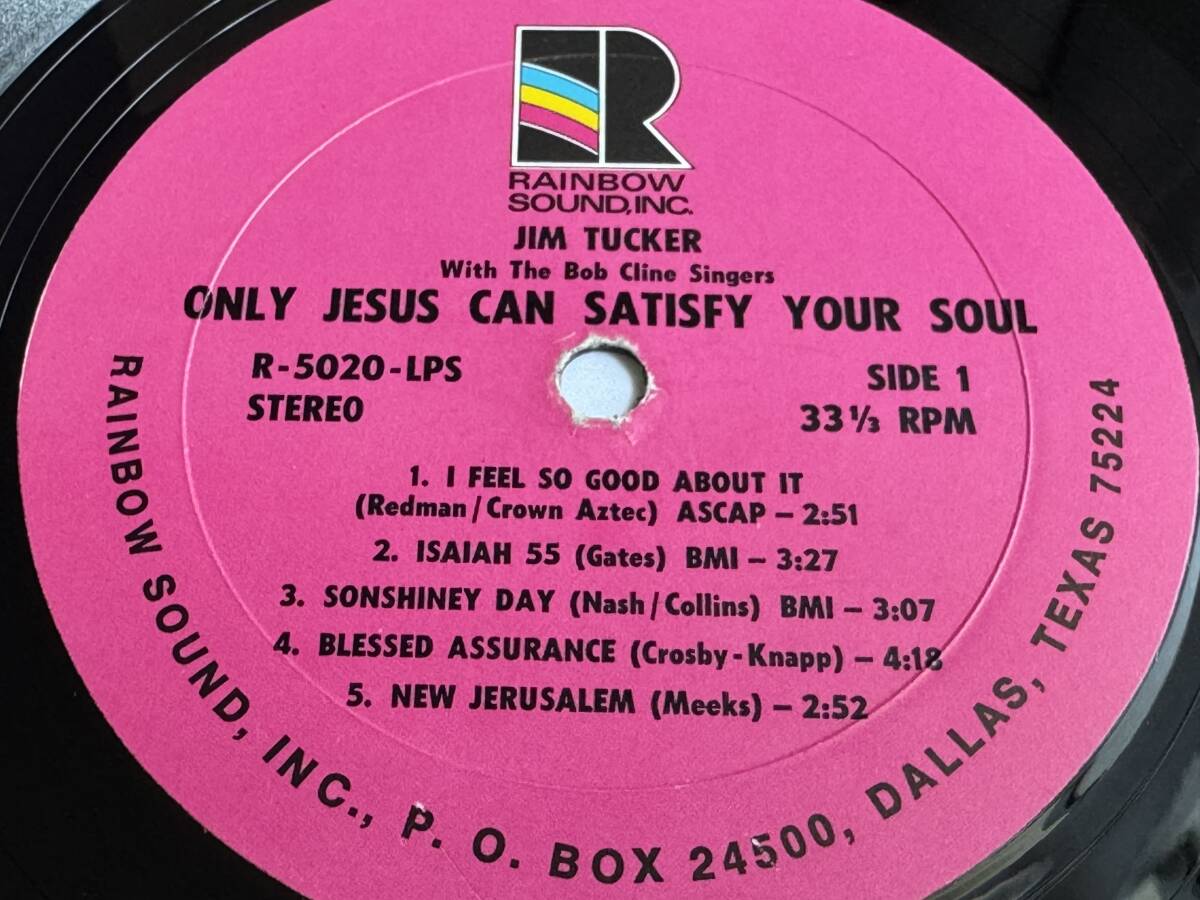 RAINBOW
SOUND, INC.
JIM TUCKER
With The Bob Cline Singers
ONLY JESUS CAN SATISFY YOUR SOUL
R-5020-LPS
STEREO
SIDE 1
33 1/3 RPM
1. I FEEL SO GOOD ABOUT IT
(Redman/Crown Aztec) ASCAP – 2:51
2. ISAIAH 55 (Gates) BMI – 3:27
3. SONSHINEY DAY (Nash/Collins) BMI – 3:07
4. BLESSED ASSURANCE (Crosby-Knapp) – 4:18
5. NEW JERUSALEM (Meeks) – 2:52
RAINBOW SOUND, INC., P. O. BOX 24500, DALLAS, TEXAS 75224